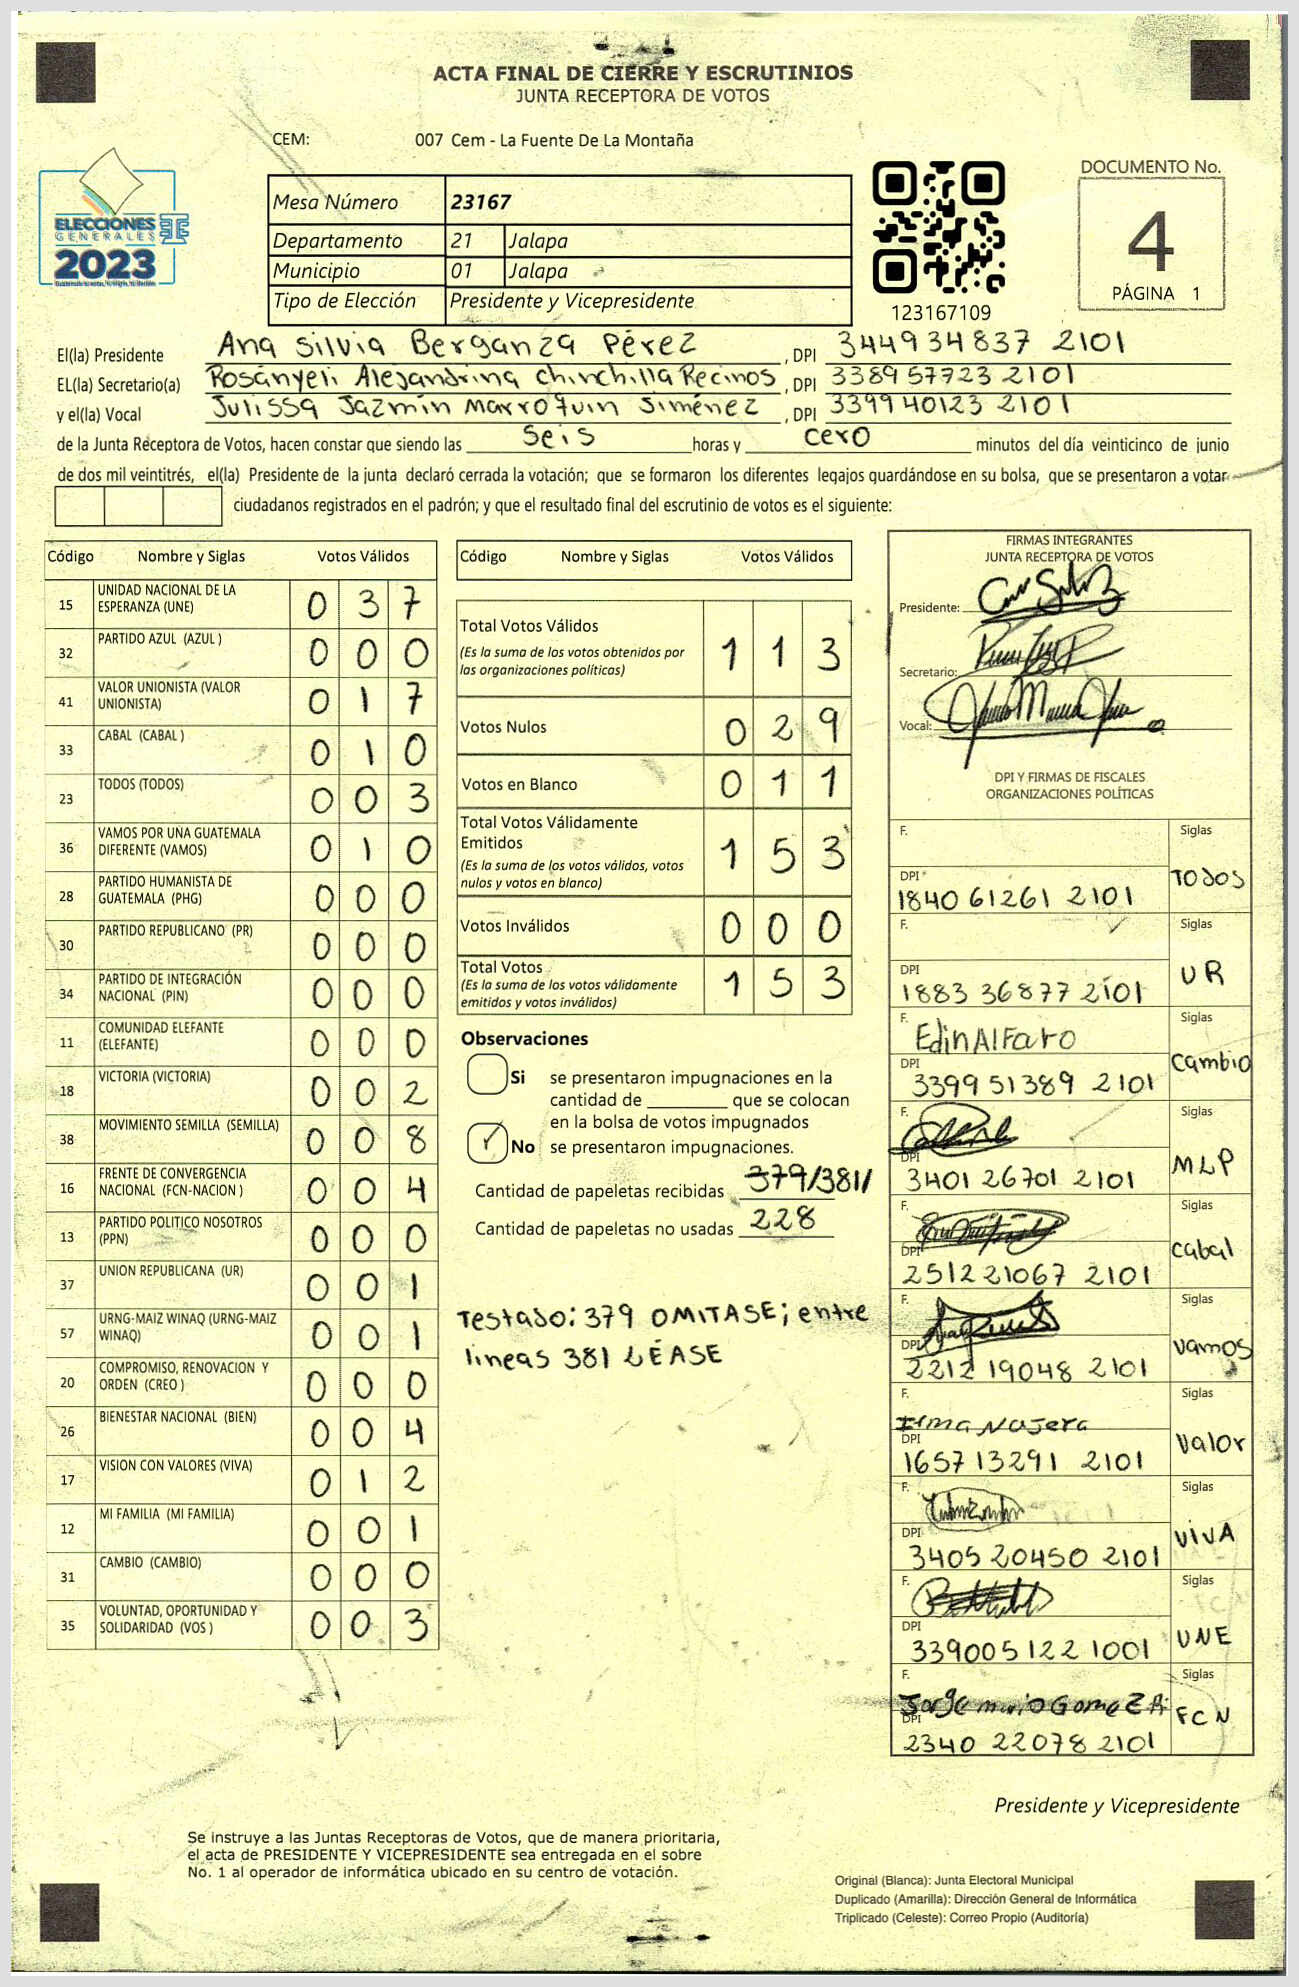 ACTA FINAL DE CIERRE Y ESCRUTINIOS
JUNTA RECEPTORA DE VOTOS
CEM: 007 Cem - La Fuente De La Montaña
DOCUMENTO No.
4
PÁGINA 1
ELECCIONES
GENERALES
2023
Mesa Número 23167
Departamento 21 Jalapa
Municipio 01 Jalapa
Tipo de Elección Presidente y Vicepresidente
123167109
El(la) Presidente Ana Silvia Berganza Pérez, DPI 344934837 2101
EL(la) Secretario(a) Rosányeli Alejandrina Chinchilla Recinos, DPI 338957723 2101
y el(la) Vocal Julissa Jazmín Marroquin Siménez, DPI 339940123 2101
de la Junta Receptora de Votos, hacen constar que siendo las seis horas y cero minutos del día veinticinco de junio
de dos mil veintitrés, el(la) Presidente de la junta declaró cerrada la votación; que se formaron los diferentes legajos guardándose en su bolsa, que se presentaron a votar
ciudadanos registrados en el padrón; y que el resultado final del escrutinio de votos es el siguiente:
Código Nombre y Siglas Votos Válidos
15 UNIDAD NACIONAL DE LA ESPERANZA (UNE) 0 3 7
32 PARTIDO AZUL (AZUL ) 0 0 0
41 VALOR UNIONISTA (VALOR UNIONISTA) 0 1 7
33 CABAL (CABAL ) 0 1 0
23 TODOS (TODOS) 0 0 3
36 VAMOS POR UNA GUATEMALA DIFERENTE (VAMOS) 0 1 0
28 PARTIDO HUMANISTA DE GUATEMALA (PHG) 0 0 0
30 PARTIDO REPUBLICANO (PR) 0 0 0
34 PARTIDO DE INTEGRACIÓN NACIONAL (PIN) 0 0 0
11 COMUNIDAD ELEFANTE (ELEFANTE) 0 0 0
18 VICTORIA (VICTORIA) 0 0 2
38 MOVIMIENTO SEMILLA (SEMILLA) 0 0 8
16 FRENTE DE CONVERGENCIA NACIONAL (FCN-NACION ) 0 0 4
13 PARTIDO POLITICO NOSOTROS (PPN) 0 0 0
37 UNION REPUBLICANA (UR) 0 0 1
57 URNG-MAIZ WINAQ (URNG-MAIZ WINAQ) 0 0 1
20 COMPROMISO, RENOVACION Y ORDEN (CREO ) 0 0 0
26 BIENESTAR NACIONAL (BIEN) 0 0 4
17 VISION CON VALORES (VIVA) 0 1 2
12 MI FAMILIA (MI FAMILIA) 0 0 1
31 CAMBIO (CAMBIO) 0 0 0
35 VOLUNTAD, OPORTUNIDAD Y SOLIDARIDAD (VOS ) 0 0 3
Código Nombre y Siglas Votos Válidos
Total Votos Válidos 1 1 3
(Es la suma de los votos obtenidos por
las organizaciones políticas)
Votos Nulos 0 2 9
Votos en Blanco 0 1 1
Total Votos Válidamente
Emitidos 1 5 3
(Es la suma de los votos válidos, votos
nulos y votos en blanco)
Votos Inválidos 0 0 0
Total Votos 1 5 3
(Es la suma de los votos válidamente
emitidos y votos inválidos)
Observaciones
Si se presentaron impugnaciones en la
cantidad de ________ que se colocan
en la bolsa de votos impugnados
No se presentaron impugnaciones.
Cantidad de papeletas recibidas 379/381/
Cantidad de papeletas no usadas 228
Testado: 379 OMITASE; entre
lineas 381 LÉASE
FIRMAS INTEGRANTES
JUNTA RECEPTORA DE VOTOS
Presidente:
Secretario:
Vocal:
DPI Y FIRMAS DE FISCALES
ORGANIZACIONES POLÍTICAS
F. Siglas
DPI TODOS
1840 61261 2101
F. Siglas
DPI UR
1883 36877 2101
F. Edin Alfaro Siglas
DPI Cambio
3399 51389 2101
F. Siglas
DPI MLP
3401 26701 2101
F. Siglas
DPI Cabal
2512 21067 2101
F. Siglas
DPI Vamos
2212 19048 2101
F. Siglas
Irma Najera
DPI Valor
1657 13291 2101
F. Siglas
DPI VIVA
3405 20450 2101
F. Siglas
DPI UNE
339005122 1001
F. Siglas
Jorge mario Gomez
DPI FCN
2340 22078 2101
Presidente y Vicepresidente
Se instruye a las Juntas Receptoras de Votos, que de manera prioritaria,
el acta de PRESIDENTE Y VICEPRESIDENTE sea entregada en el sobre
No. 1 al operador de informática ubicado en su centro de votación.
Original (Blanca): Junta Electoral Municipal
Duplicado (Amarilla): Dirección General de Informática
Triplicado (Celeste): Correo Propio (Auditoría)